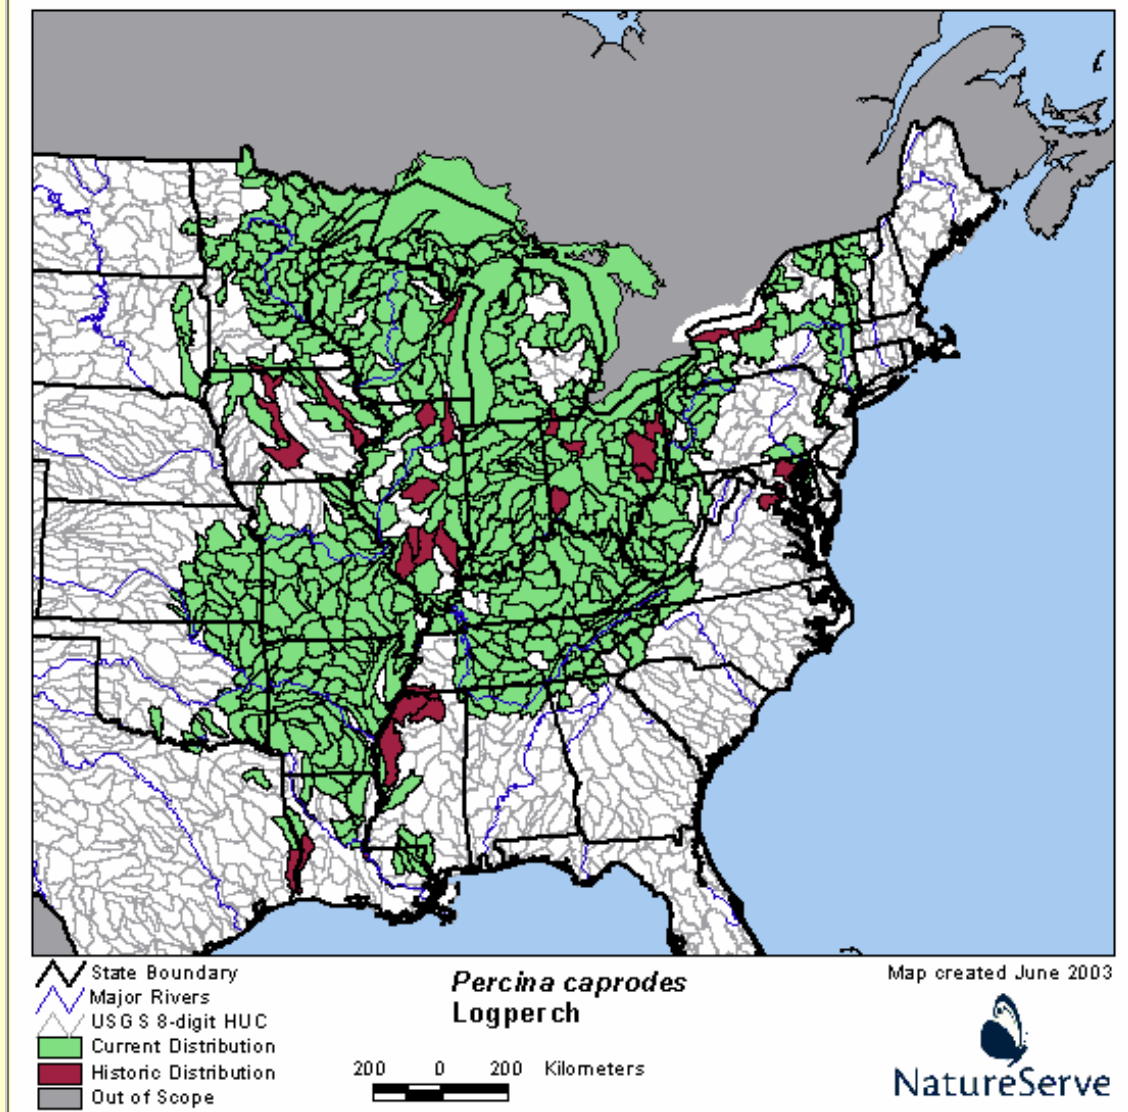 State Boundary
Major Rivers
USGS 8-digit HUC
Current Distribution
Historic Distribution
Out of Scope
Percina caprodes
Logperch
200 0 200 Kilometers
Map created June 2003
NatureServe